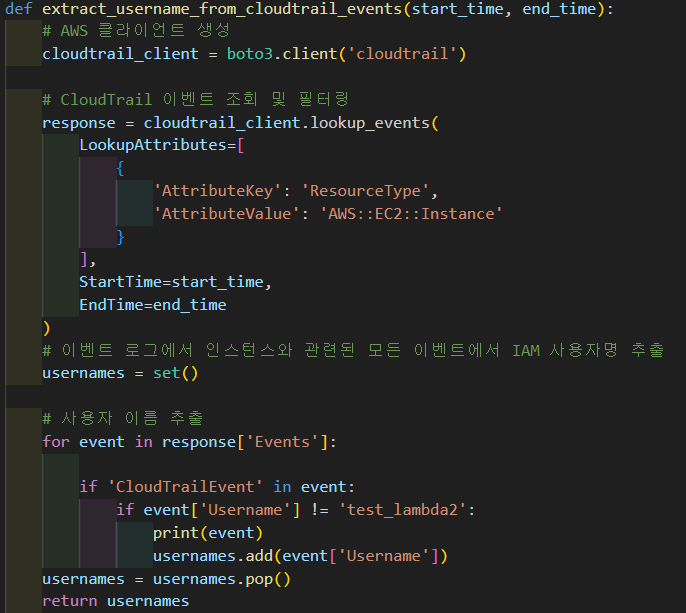 def extract_username_from_cloudtrail_events(start_time, end_time):
    # AWS 클라이언트 생성
    cloudtrail_client = boto3.client('cloudtrail')

    # CloudTrail 이벤트 조회 및 필터링
    response = cloudtrail_client.lookup_events(
        LookupAttributes=[
            {
                'AttributeKey': 'ResourceType',
                'AttributeValue': 'AWS::EC2::Instance'
            }
        ],
        StartTime=start_time,
        EndTime=end_time
    )
    # 이벤트 로그에서 인스턴스와 관련된 모든 이벤트에서 IAM 사용자명 추출
    usernames = set()

    # 사용자 이름 추출
    for event in response['Events']:

        if 'CloudTrailEvent' in event:
            if event['Username'] != 'test_lambda2':
                print(event)
                usernames.add(event['Username'])
    usernames = usernames.pop()
    return usernames